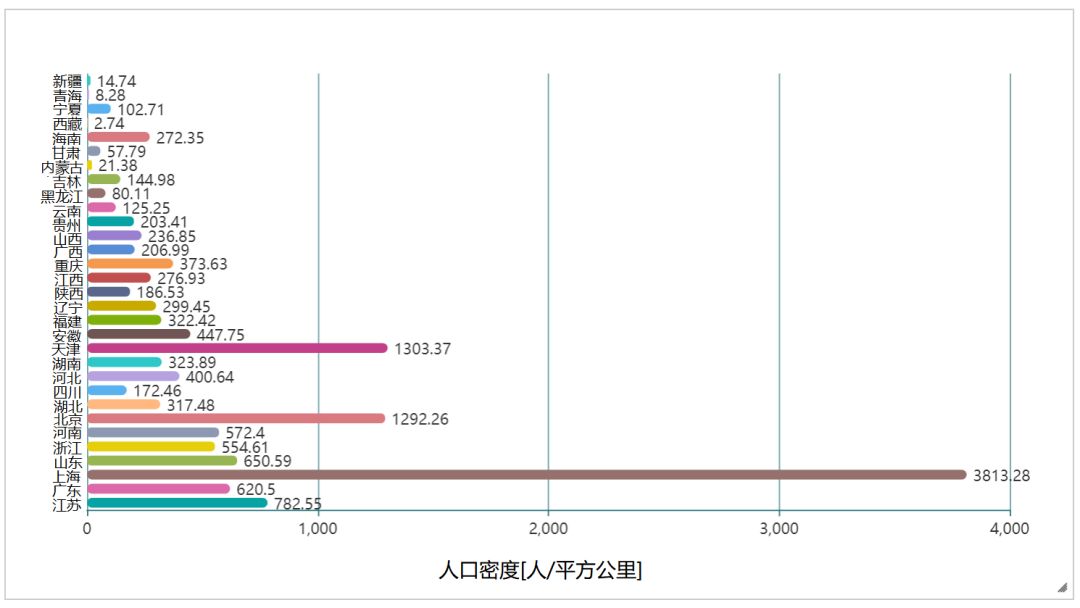 新疆 14.74
青海 8.28
宁夏 102.71
西藏 2.74
海南 272.35
甘肃 57.79
内蒙古 21.38
吉林 144.98
黑龙江 80.11
云南 125.25
贵州 203.41
山西 236.85
广西 206.99
重庆 373.63
江西 276.93
陕西 186.53
辽宁 299.45
福建 322.42
安徽 447.75
天津 1303.37
湖南 323.89
河北 400.64
四川 172.46
湖北 317.48
北京 1292.26
河南 572.4
浙江 554.61
山东 650.59
上海 3813.28
广东 620.5
江苏 782.55
0 1,000 2,000 3,000 4,000
人口密度[人/平方公里]